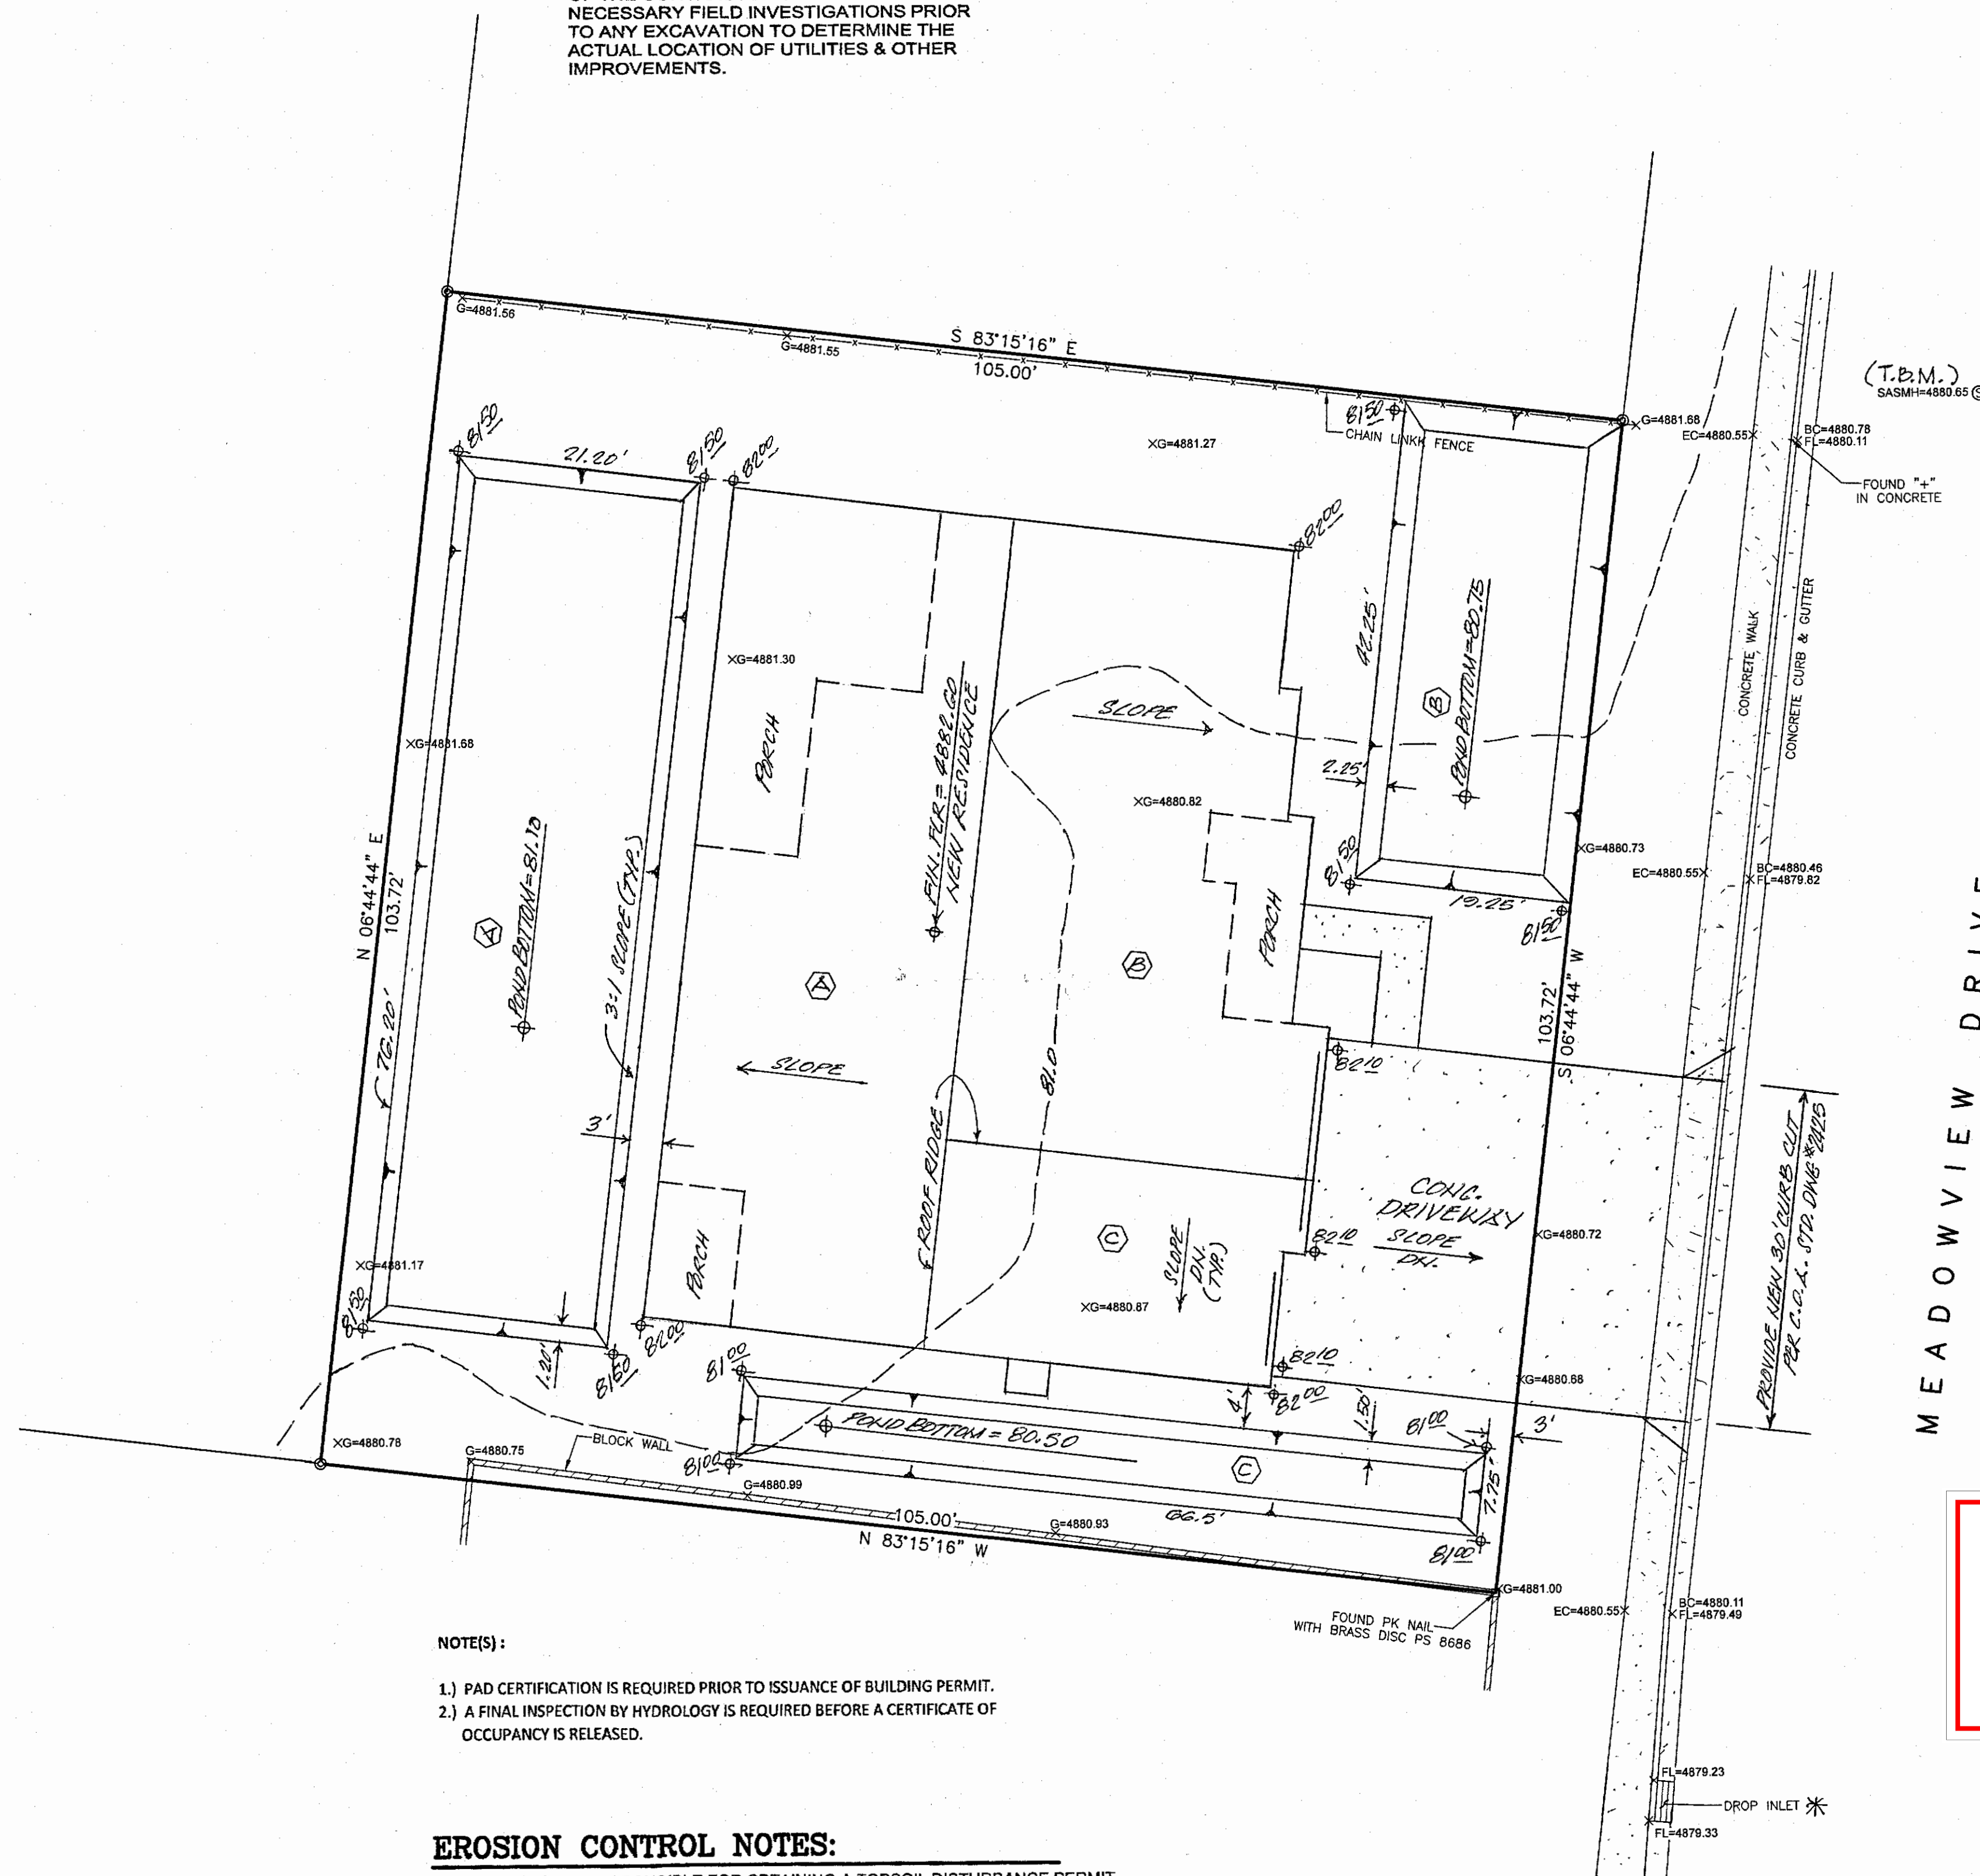 NECESSARY FIELD INVESTIGATIONS PRIOR
TO ANY EXCAVATION TO DETERMINE THE
ACTUAL LOCATION OF UTILITIES & OTHER
IMPROVEMENTS.
G=4881.56
G=4881.55
S 83°15'16" E
105.00'
8150
CHAIN LINKK FENCE
G=4881.68
XG=4881.27
EC=4880.55
BC=4880.78
FL=4880.11
(T.B.M.)
SASMH=4880.65
FOUND "+"
IN CONCRETE
8150
21.20'
8150
8200
8200
CONCRETE WALK
CONCRETE CURB & GUTTER
XG=4881.30
XG=4881.68
PORCH
FIN. FLR = 4882.60
NEW RESIDENCE
SLOPE
42.25'
B
POND BOTTOM=80.75
2.25'
XG=4880.82
XG=4880.73
EC=4880.55
BC=4880.46
FL=4879.82
8150
19.25'
8150
N 06°44'44" E
103.72'
A
POND BOTTOM=81.10
3:1 SLOPE (TYP.)
A
B
PORCH
103.72'
S 06°44'44" W
76.20'
SLOPE
81.0
8210
3'
ROOF RIDGE
CONC.
DRIVEWAY
SLOPE
DN.
8210
XG=4880.72
PROVIDE NEW 30' CURB CUT
PER C.O.A. STD. DWG #2425
MEADOWVIEW DRIVE
C
SLOPE
DN.
(TYP.)
PORCH
XG=4881.17
XG=4880.87
8150
1.20'
8150
8200
8100
8210
8200
XG=4880.68
4'
1.50'
8100
3'
POND BOTTOM = 80.50
XG=4880.78
G=4880.75
BLOCK WALL
8100
G=4880.99
C
7.75'
105.00'
N 83°15'16" W
G=4880.93
66.5'
8100
XG=4881.00
EC=4880.55
BC=4880.11
FL=4879.49
FOUND PK NAIL
WITH BRASS DISC PS 8686
NOTE(S):
1.) PAD CERTIFICATION IS REQUIRED PRIOR TO ISSUANCE OF BUILDING PERMIT.
2.) A FINAL INSPECTION BY HYDROLOGY IS REQUIRED BEFORE A CERTIFICATE OF
OCCUPANCY IS RELEASED.
FL=4879.23
DROP INLET
FL=4879.33
EROSION CONTROL NOTES: